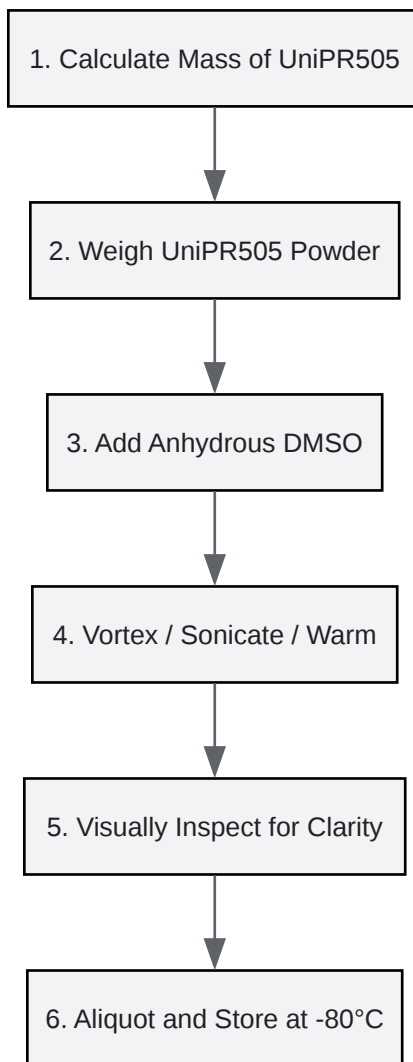 1. Calculate Mass of UniPR505
2. Weigh UniPR505 Powder
3. Add Anhydrous DMSO
4. Vortex / Sonicate / Warm
5. Visually Inspect for Clarity
6. Aliquot and Store at -80°C